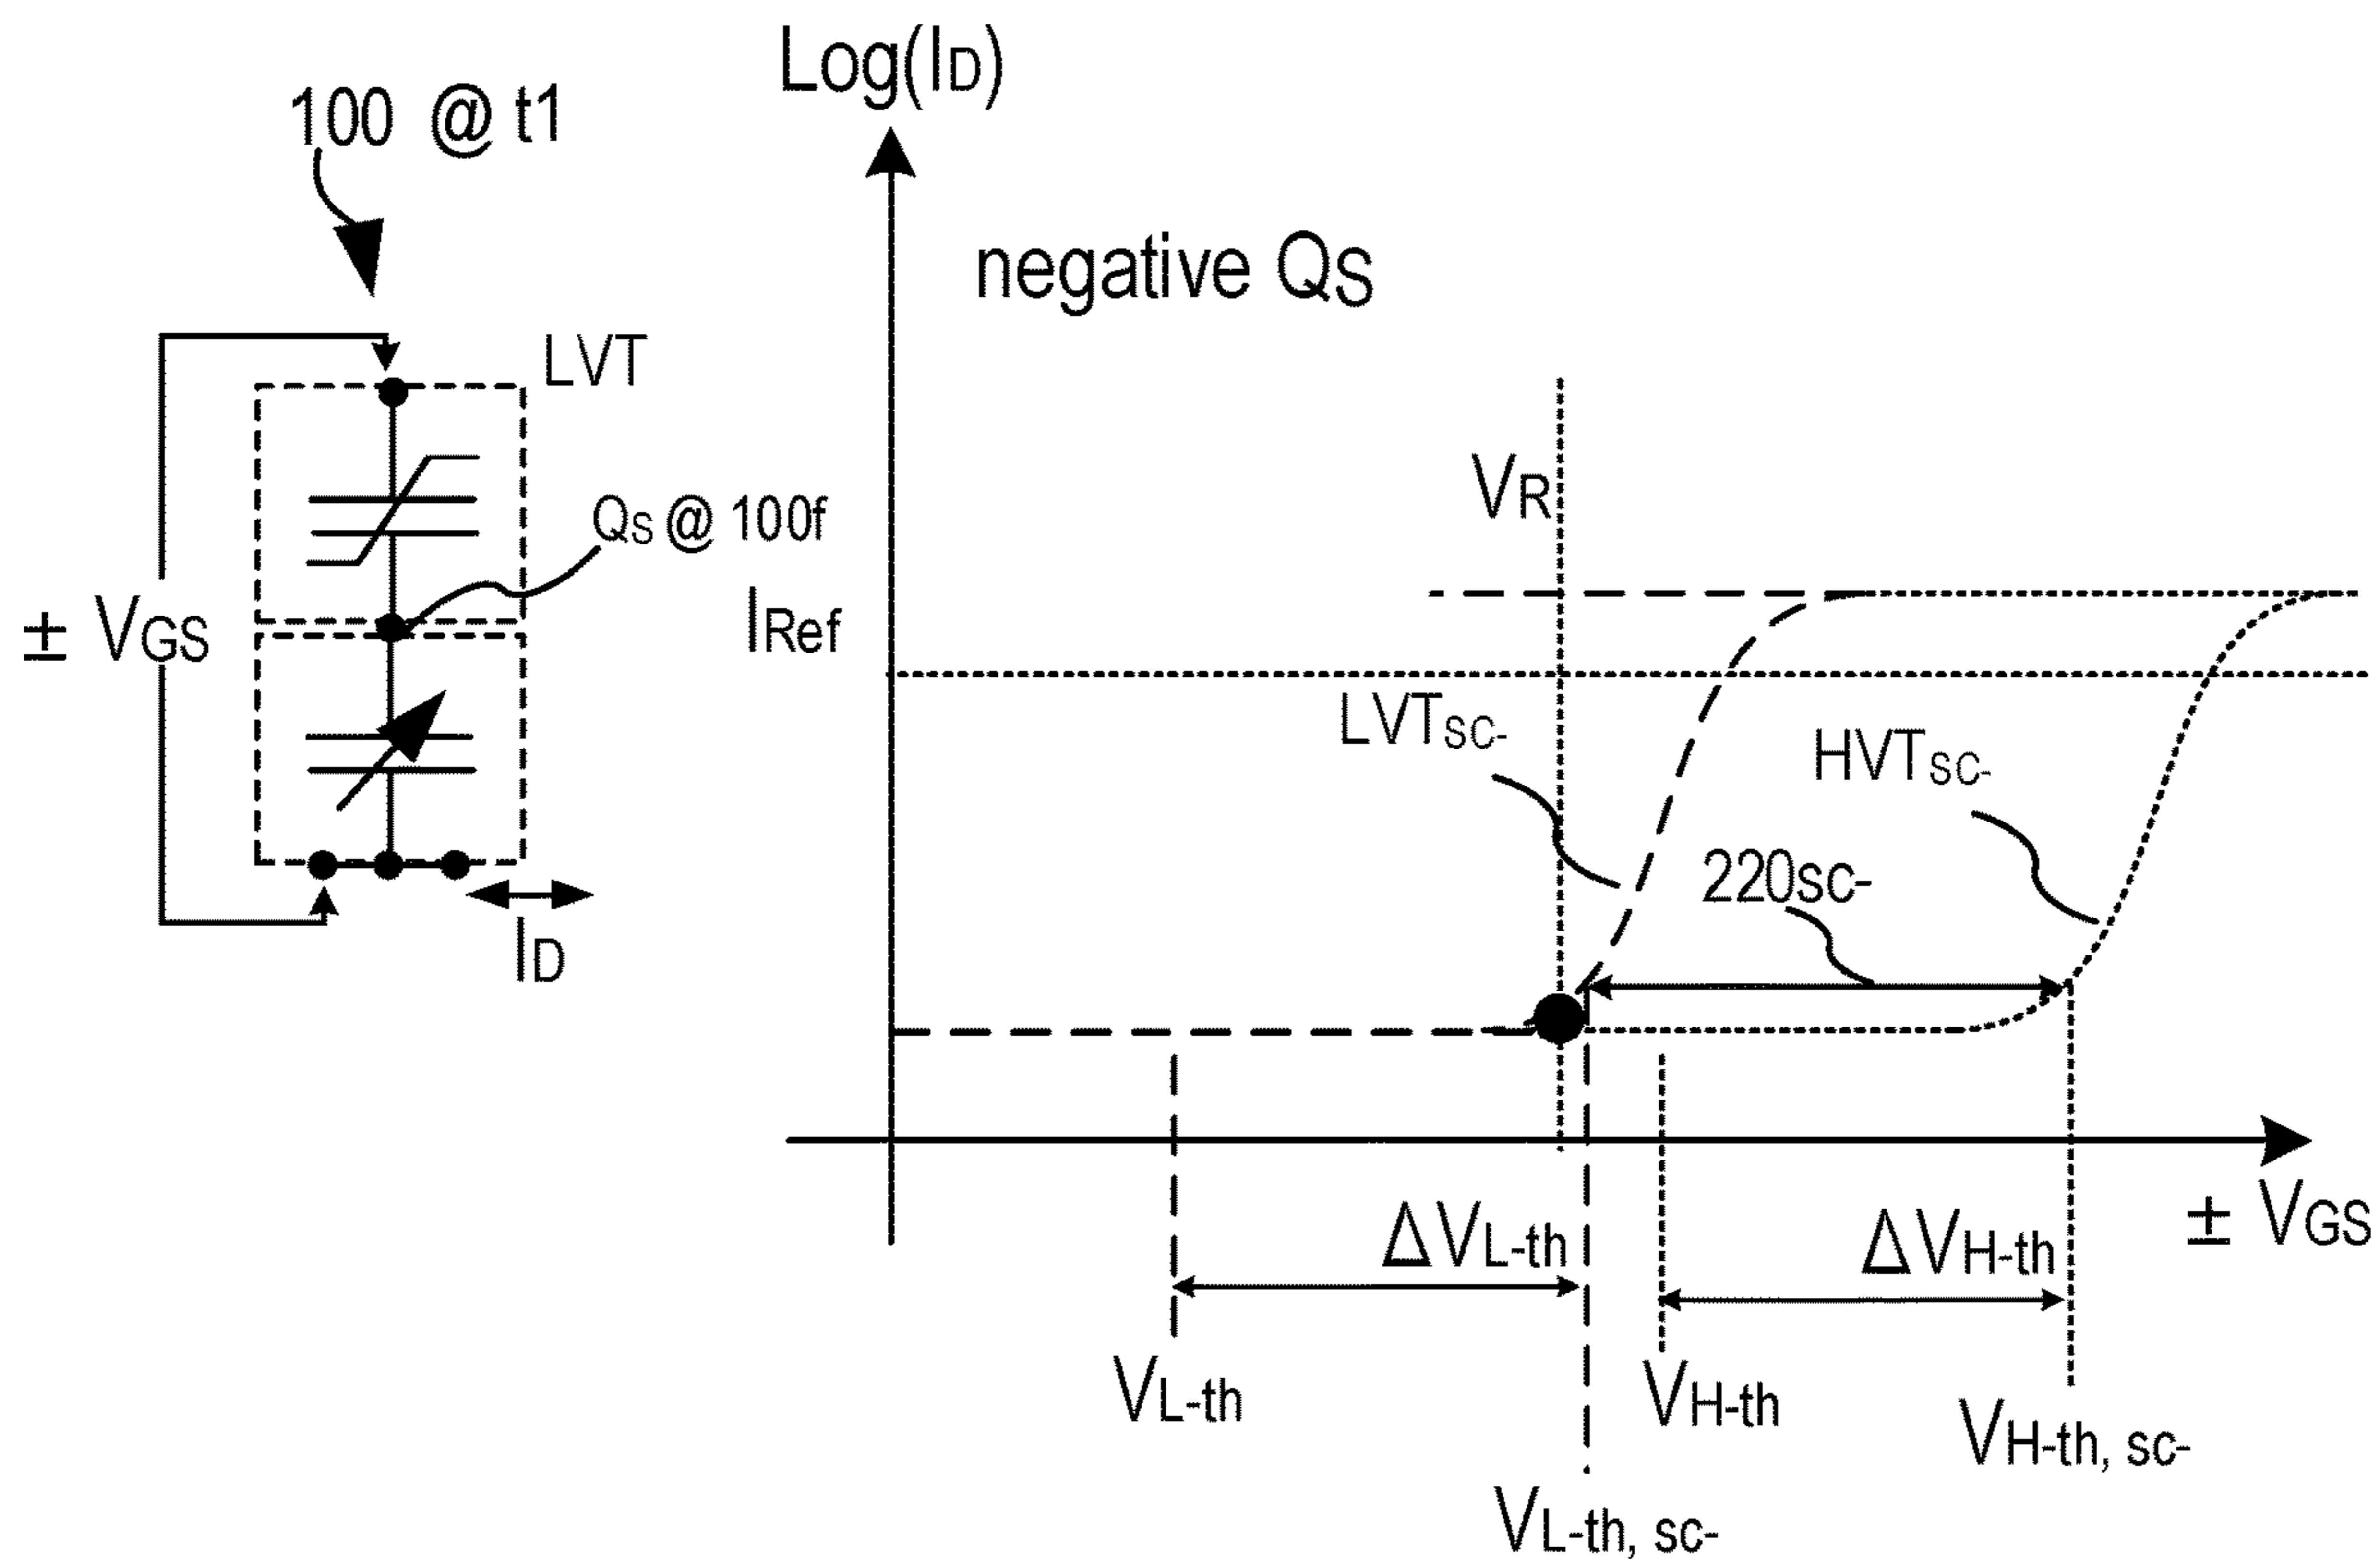 100 @ t1
LVT
QS @ 100f
± VGS
ID
Log(ID)
negative QS
VR
IRef
LVTSC-
HVTSC-
220SC-
± VGS
ΔVL-th
ΔVH-th
VL-th
VH-th
VH-th, SC-
VL-th, SC-